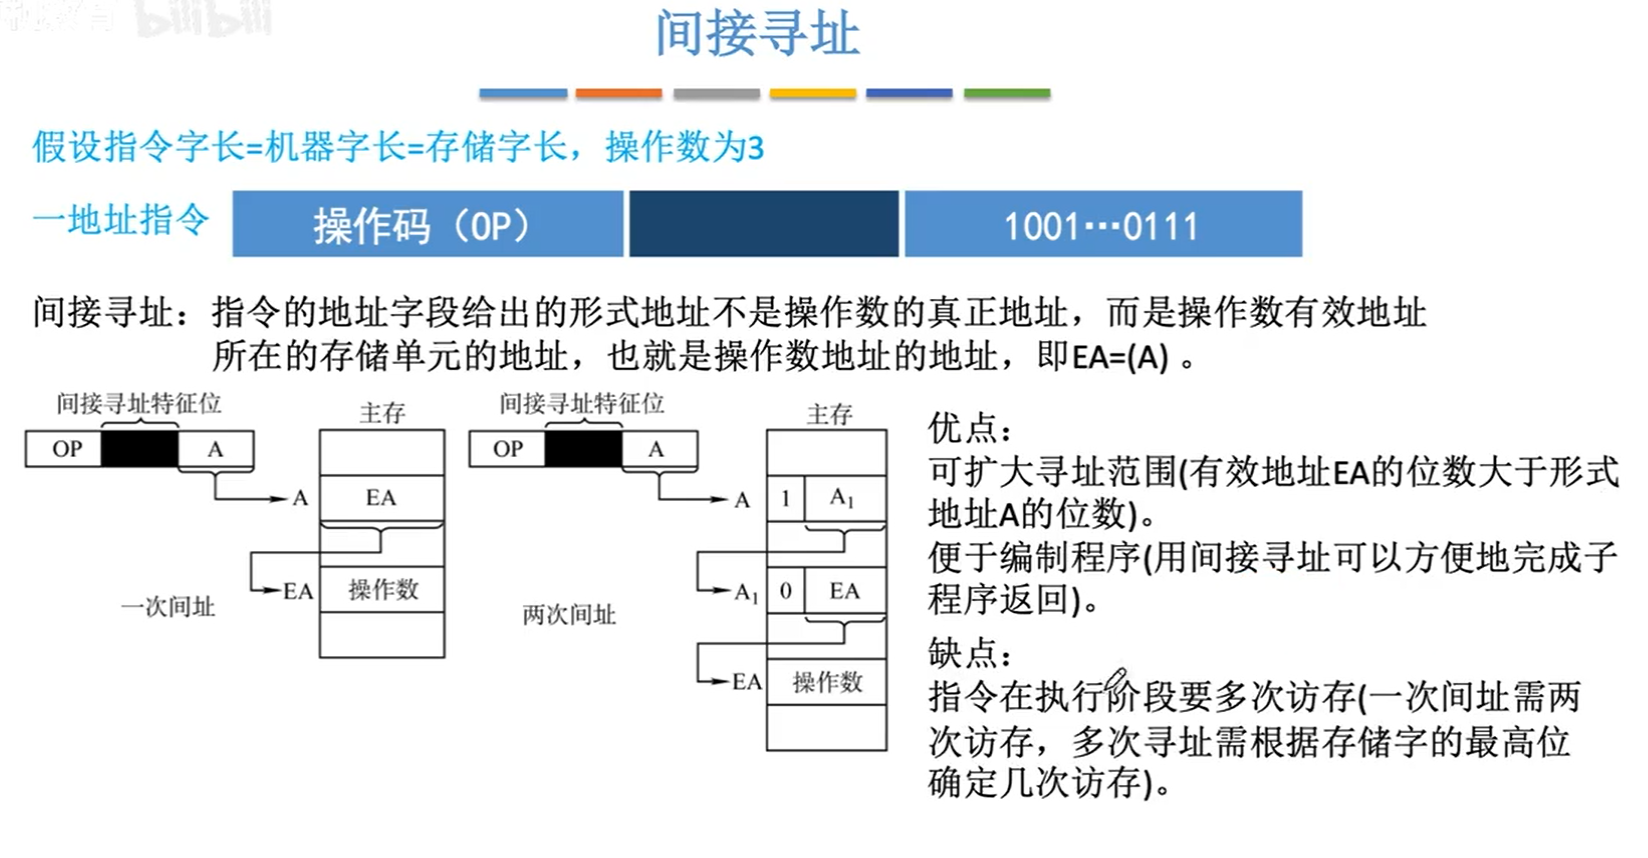 bilibili
间接寻址
假设指令字长=机器字长=存储字长，操作数为3
一地址指令
操作码（OP）
1001…0111
间接寻址：指令的地址字段给出的形式地址不是操作数的真正地址，而是操作数有效地址
所在的存储单元的地址，也就是操作数地址的地址，即EA=(A) 。
间接寻址特征位
OP
A
主存
A
EA
EA
操作数
一次间址
间接寻址特征位
OP
A
主存
A
1
A₁
A₁
0
EA
EA
操作数
两次间址
优点：
可扩大寻址范围(有效地址EA的位数大于形式
地址A的位数)。
便于编制程序(用间接寻址可以方便地完成子
程序返回)。
缺点：
指令在执行阶段要多次访存(一次间址需两
次访存，多次寻址需根据存储字的最高位
确定几次访存)。